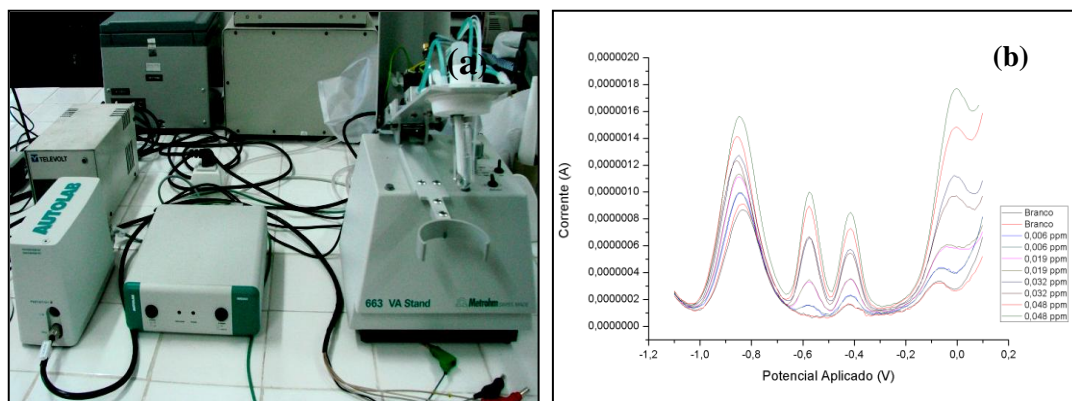 (a)
TELEVOLT
AUTOLAB
663 VA Stand
Metrohm
(b)
0,0000020
0,0000018
0,0000016
0,0000014
0,0000012
0,0000010
0,0000008
0,0000006
0,0000004
0,0000002
0,0000000
Corrente (A)
-1,2
-1,0
-0,8
-0,6
-0,4
-0,2
0,0
0,2
Potencial Aplicado (V)
Branco
Branco
0,006 ppm
0,006 ppm
0,019 ppm
0,019 ppm
0,032 ppm
0,032 ppm
0,048 ppm
0,048 ppm